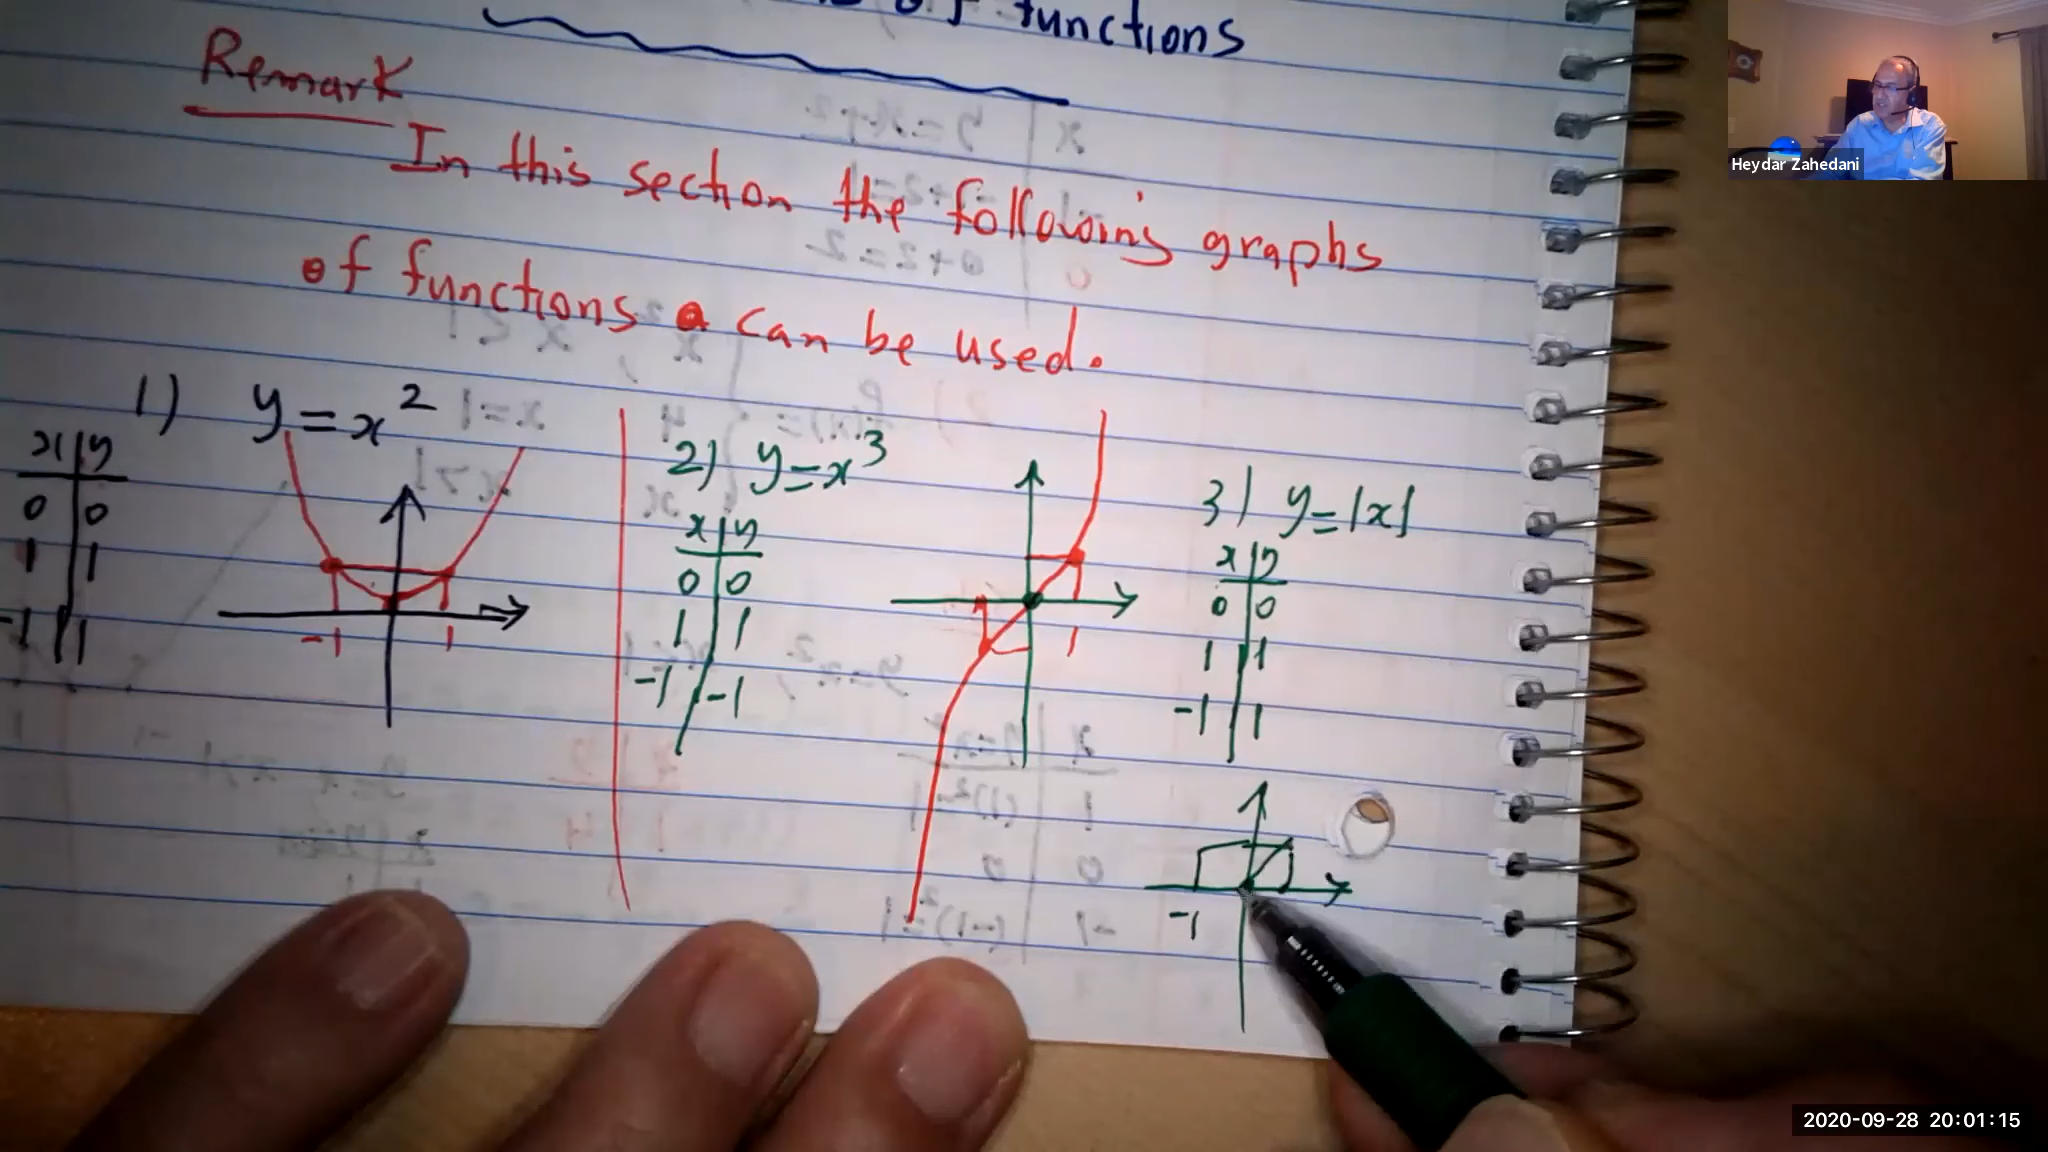 of functions
Remark
In this section the following graphs
of functions can be used.
1) y = x²
x | y
0 | 0
1 | 1
-1 | 1
-1 1
2) y = x³
x | y
0 | 0
1 | 1
-1 | -1
1
3) y = |x|
x | y
0 | 0
1 | 1
-1 | 1
-1
Heydar Zahedani
2020-09-28 20:01:15